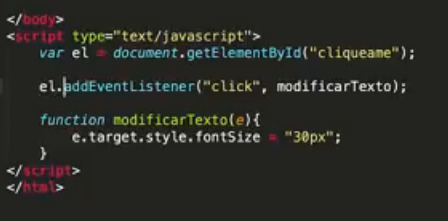 </body>
<script type="text/javascript">
var el = document.getElementById("cliqueame");
el.addEventListener("click", modificarTexto);
function modificarTexto(e){
e.target.style.fontSize = "30px";
}
</script>
</html>